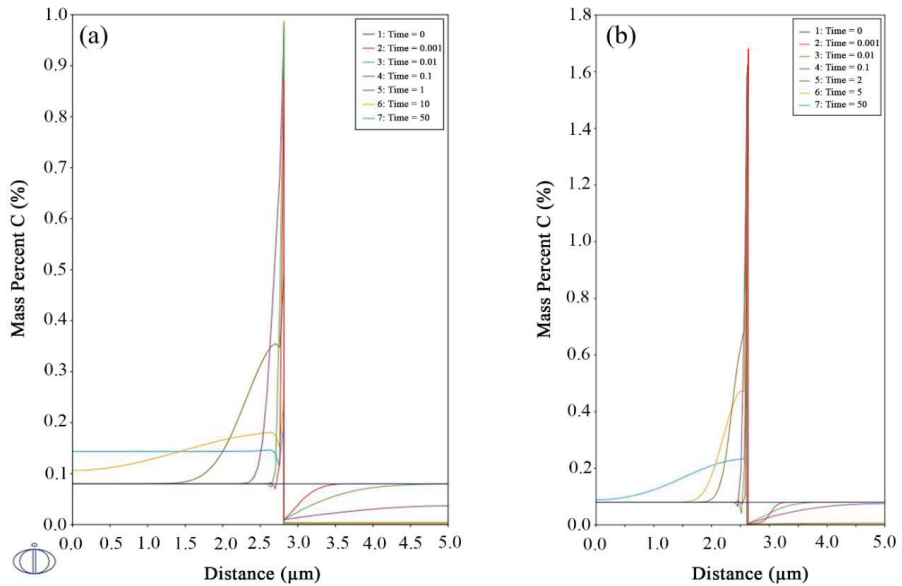 (a)
1: Time = 0
2: Time = 0.001
3: Time = 0.01
4: Time = 0.1
5: Time = 1
6: Time = 10
7: Time = 50
1.0
0.9
0.8
0.7
0.6
0.5
0.4
0.3
0.2
0.1
0.0
Mass Percent C (%)
0.0 0.5 1.0 1.5 2.0 2.5 3.0 3.5 4.0 4.5 5.0
Distance (µm)
(b)
1: Time = 0
2: Time = 0.001
3: Time = 0.01
4: Time = 0.1
5: Time = 2
6: Time = 5
7: Time = 50
1.8
1.6
1.4
1.2
1.0
0.8
0.6
0.4
0.2
0.0
Mass Percent C (%)
0.0 1.0 2.0 3.0 4.0 5.0
Distance (µm)